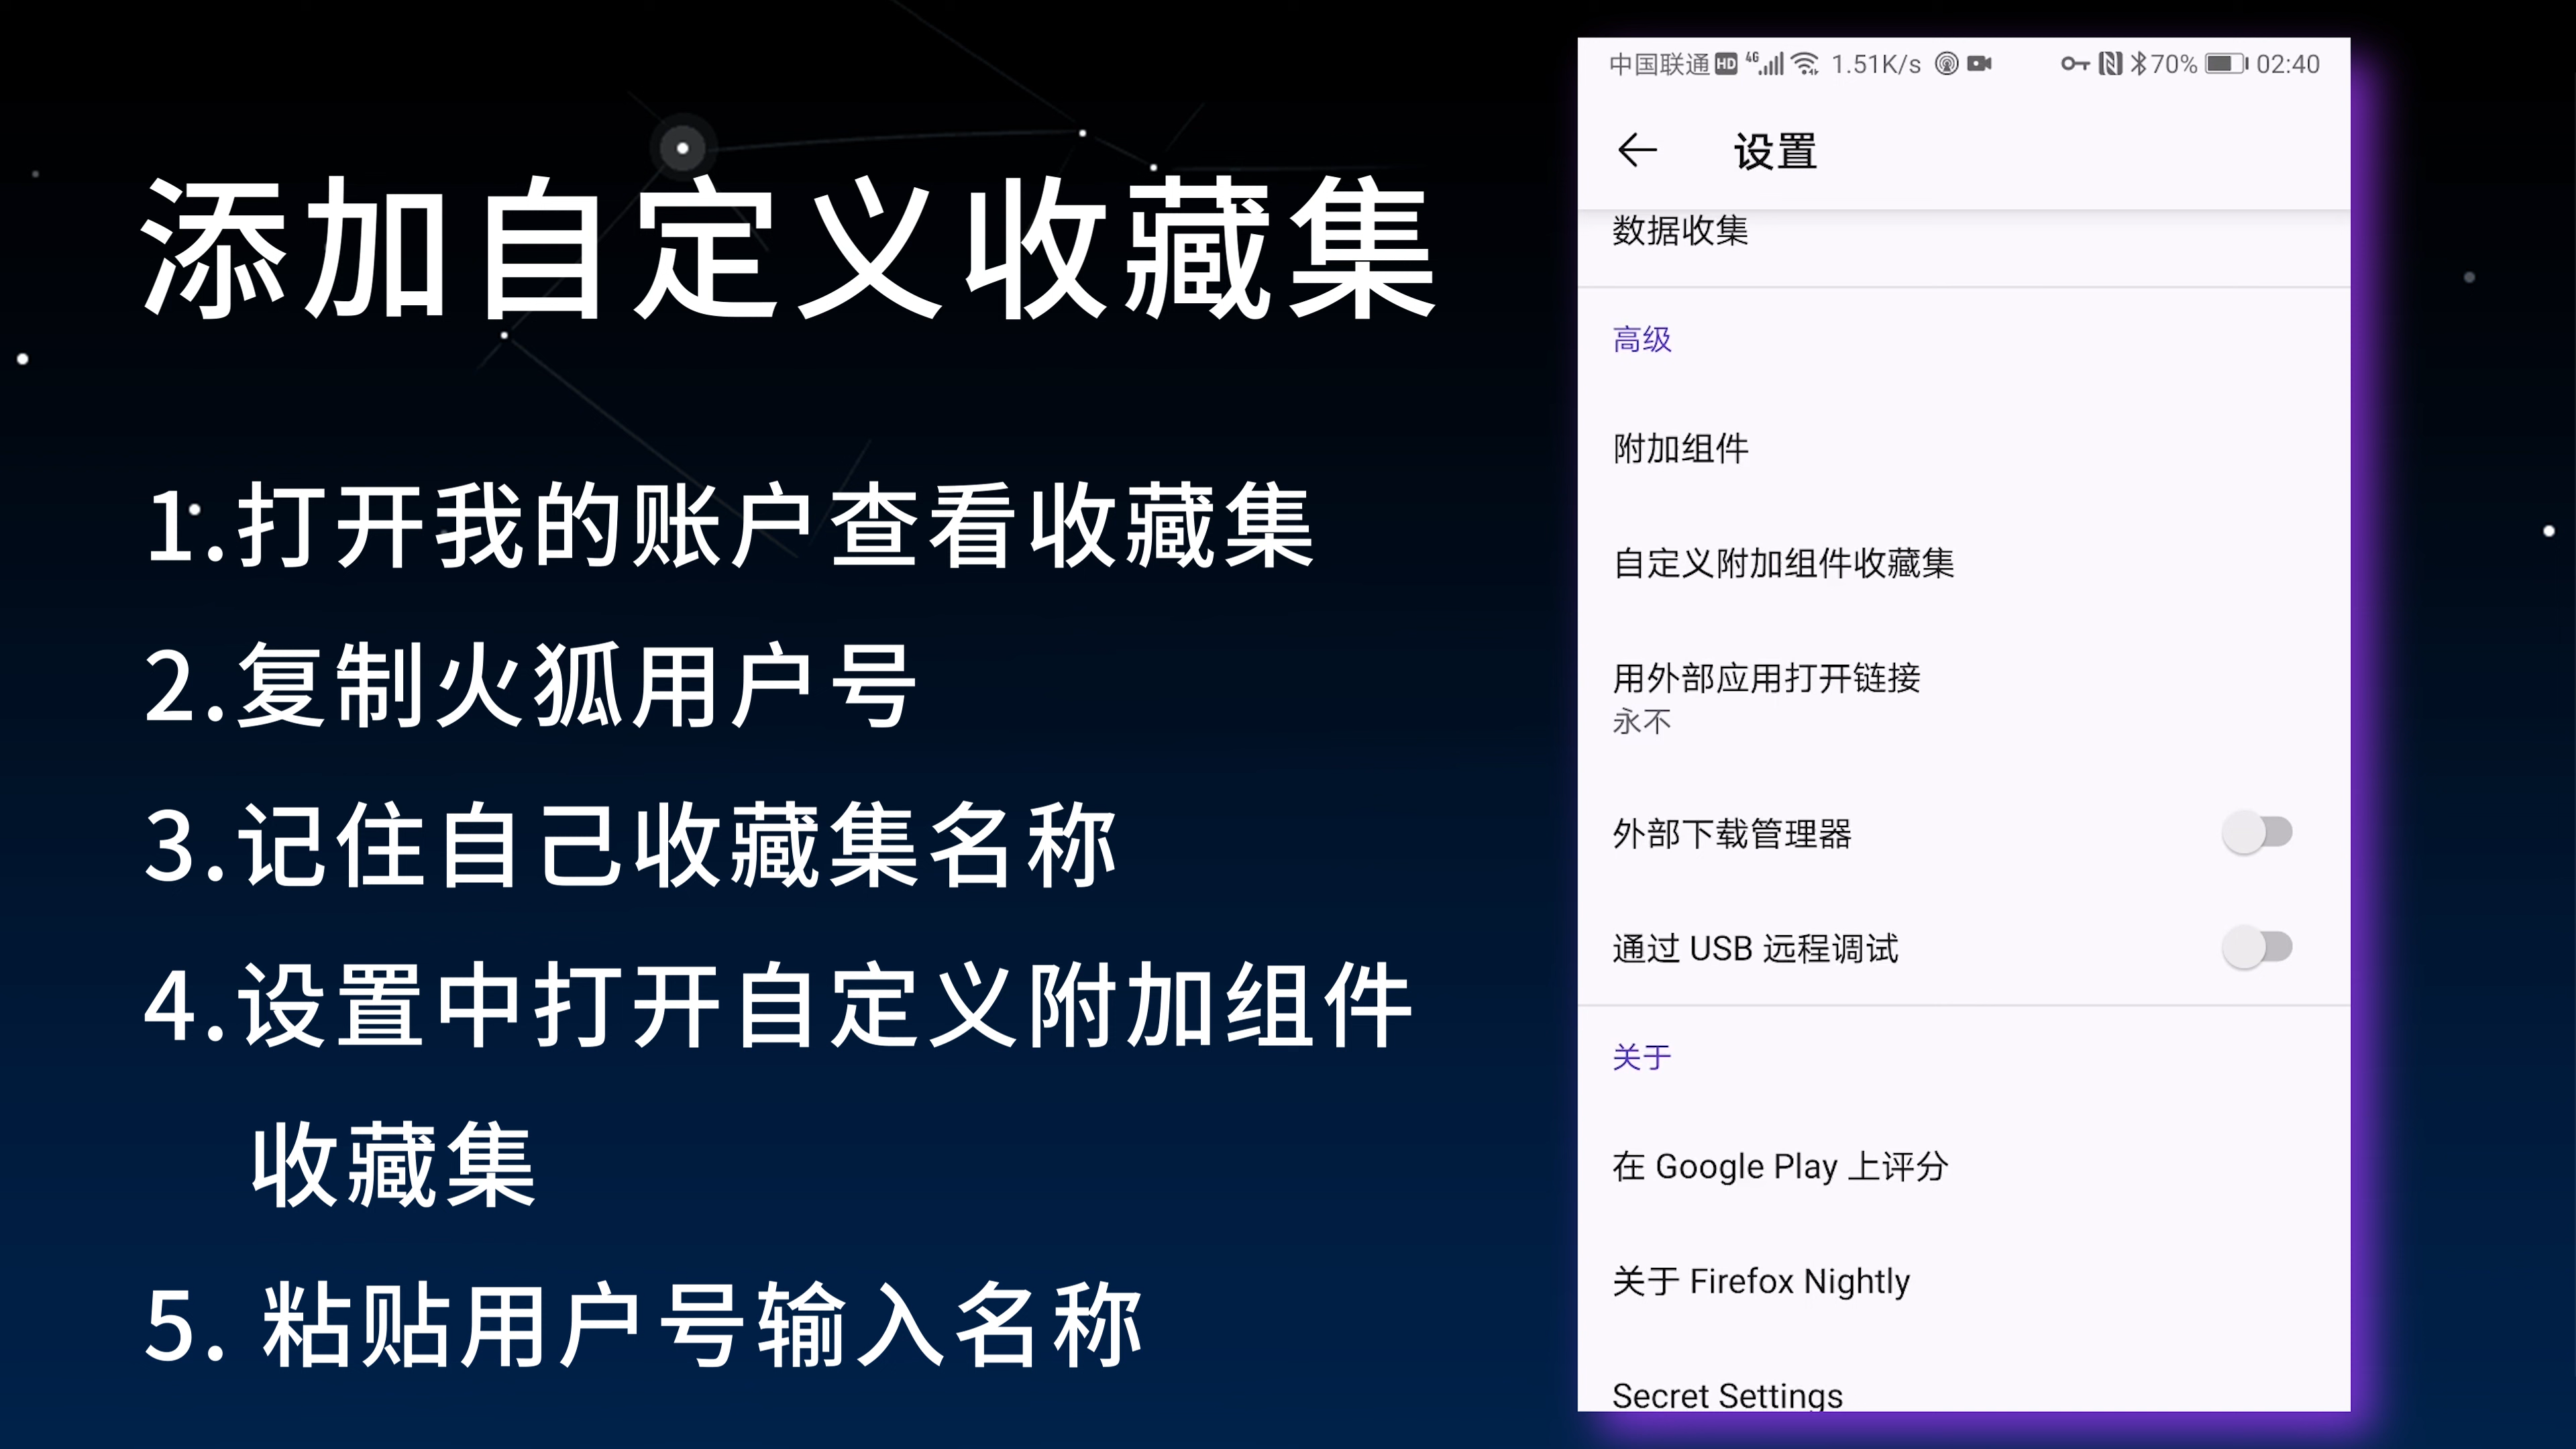 添加自定义收藏集
1.打开我的账户查看收藏集
2.复制火狐用户号
3.记住自己收藏集名称
4.设置中打开自定义附加组件
收藏集
5. 粘贴用户号输入名称
中国联通 HD 4G 1.51K/s 70% 02:40
设置
数据收集
高级
附加组件
自定义附加组件收藏集
用外部应用打开链接
永不
外部下载管理器
通过 USB 远程调试
关于
在 Google Play 上评分
关于 Firefox Nightly
Secret Settings